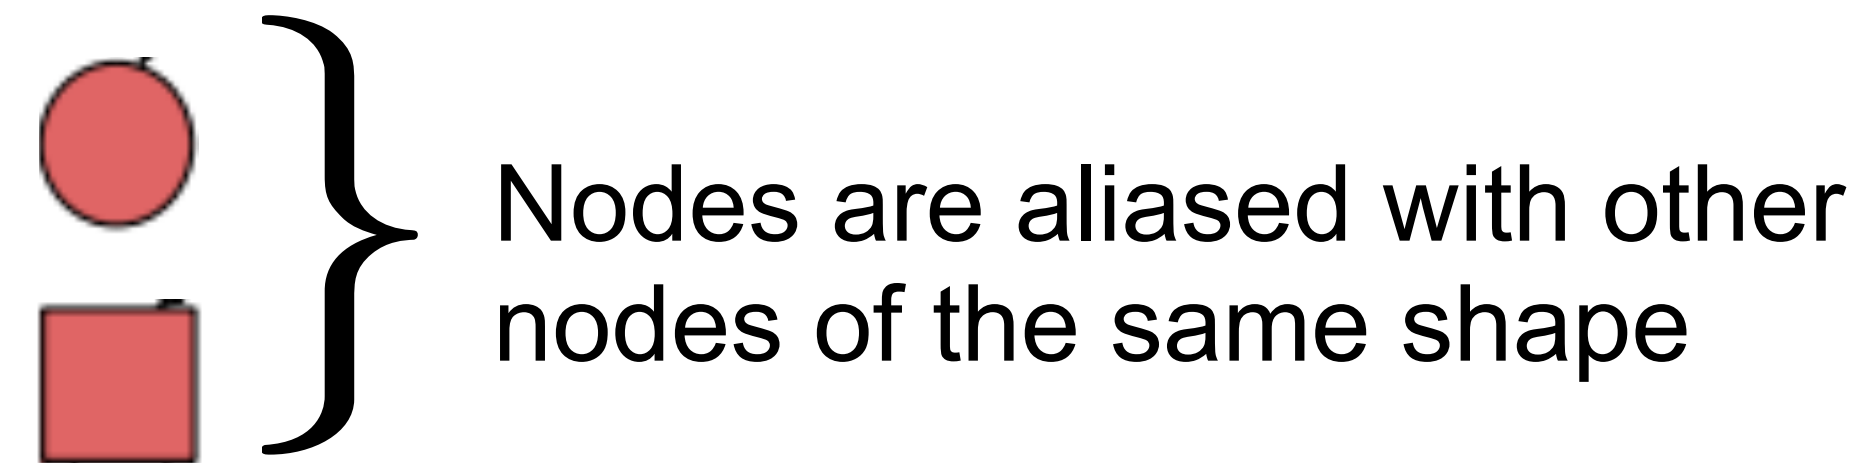 Nodes are aliased with other
nodes of the same shape